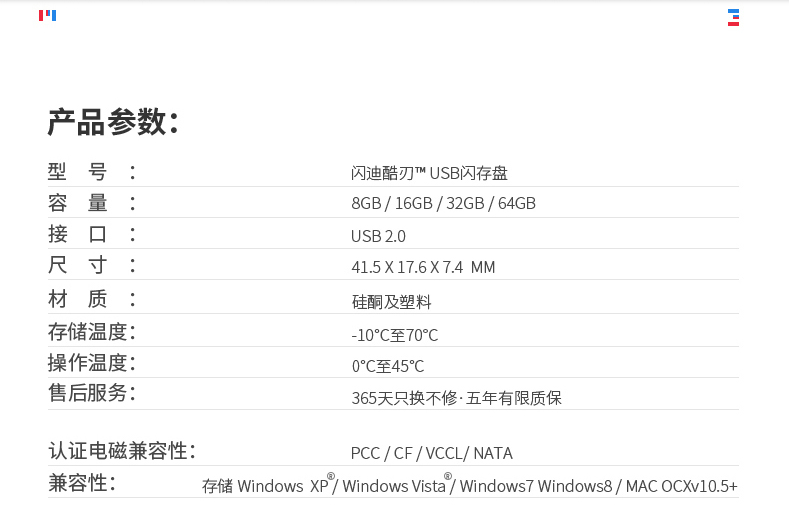 产品参数：
型 号 ： 闪迪酷刃™ USB闪存盘
容 量 ： 8GB / 16GB / 32GB / 64GB
接 口 ： USB 2.0
尺 寸 ： 41.5 X 17.6 X 7.4 MM
材 质 ： 硅酮及塑料
存储温度： -10°C至70°C
操作温度： 0°C至45°C
售后服务： 365天只换不修·五年有限质保
认证电磁兼容性： PCC / CF / VCCL/ NATA
兼容性： 存储 Windows XP®/ Windows Vista®/ Windows7 Windows8 / MAC OCXv10.5+